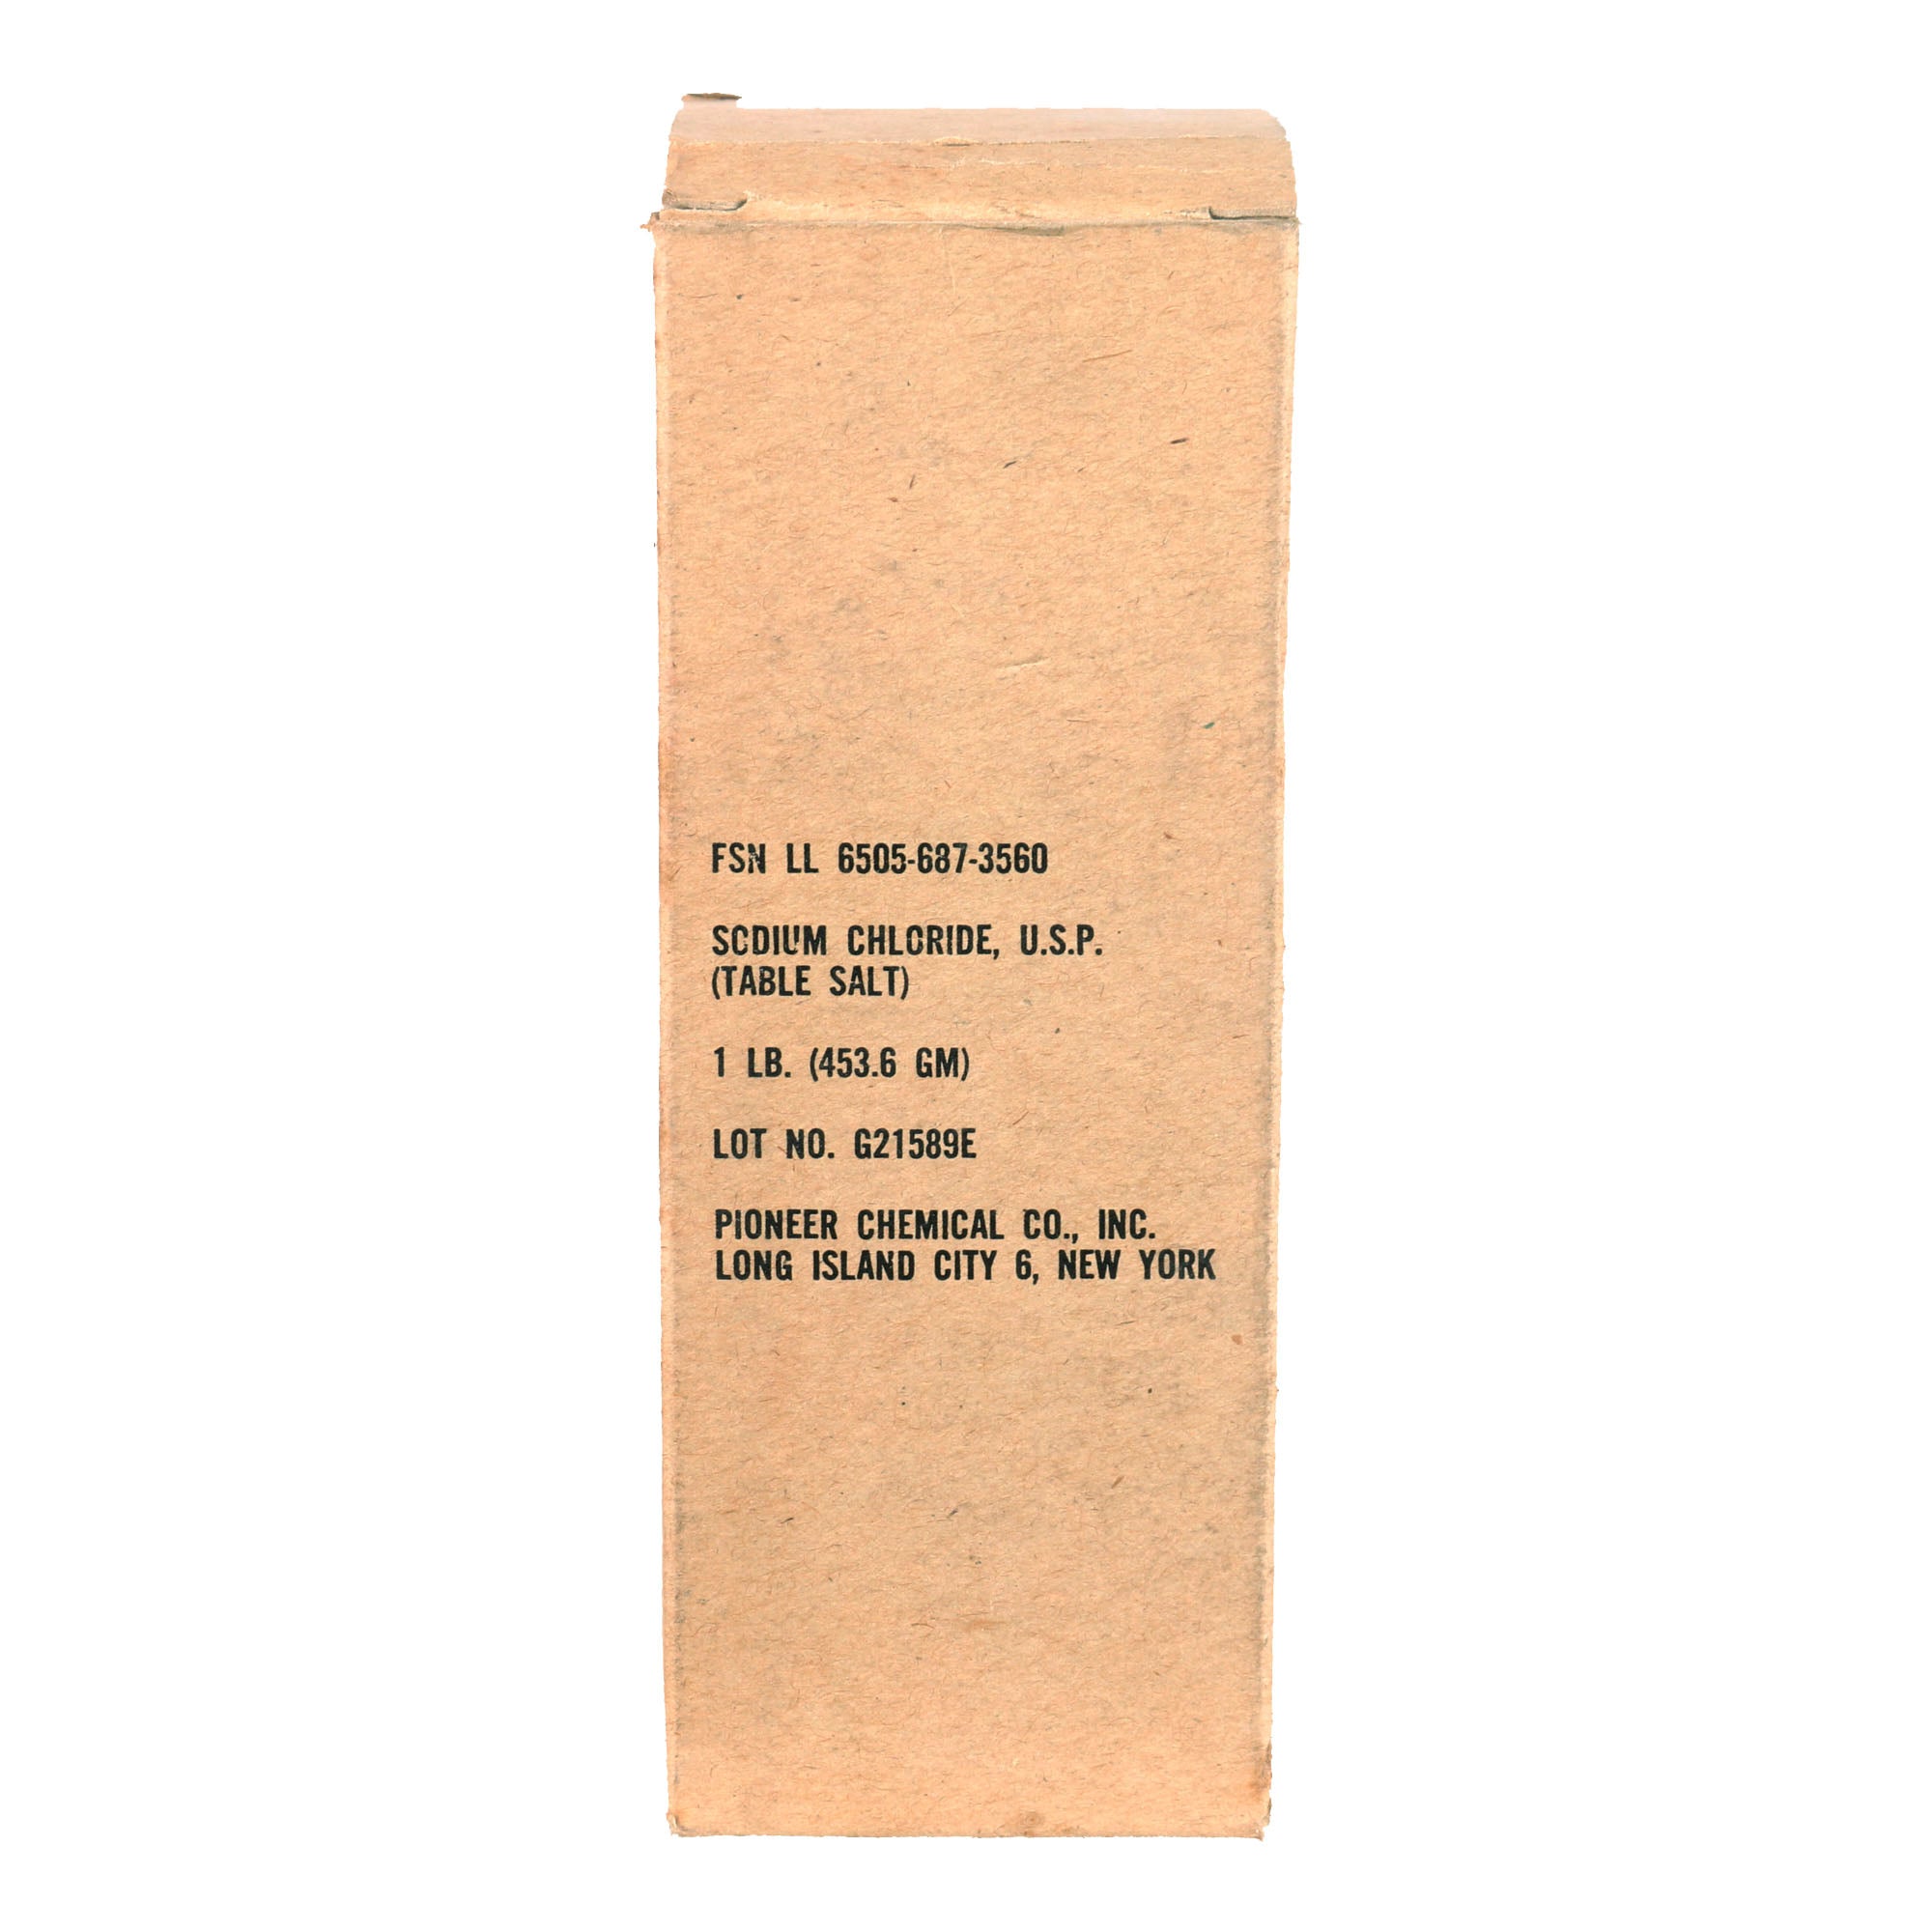 FSN LL 6505-687-3560
SODIUM CHLORIDE, U.S.P.
(TABLE SALT)
1 LB. (453.6 GM)
LOT NO. G21589E
PIONEER CHEMICAL CO., INC.
LONG ISLAND CITY 6, NEW YORK